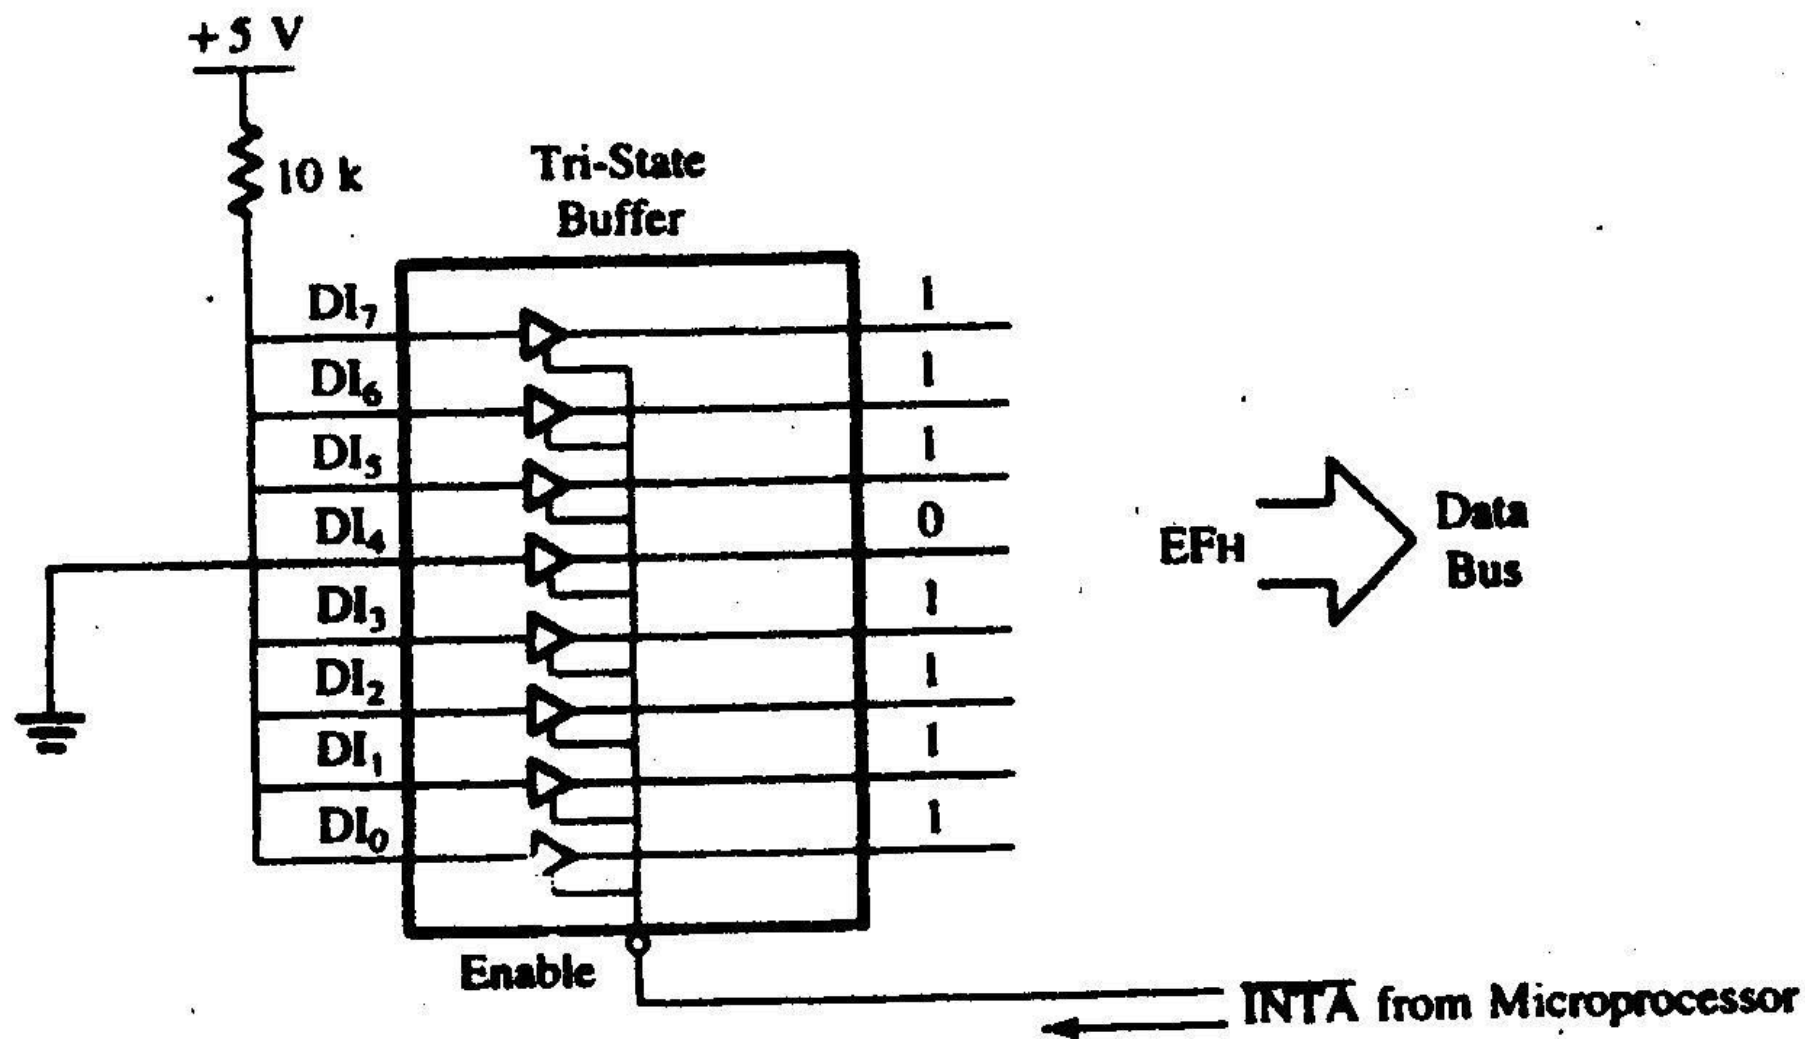 +5 V
10 k
Tri-State
Buffer
DI7
1
DI6
1
DI5
1
DI4
0
DI3
1
DI2
1
DI1
1
DI0
1
EFH
Data
Bus
Enable
INTA from Microprocessor